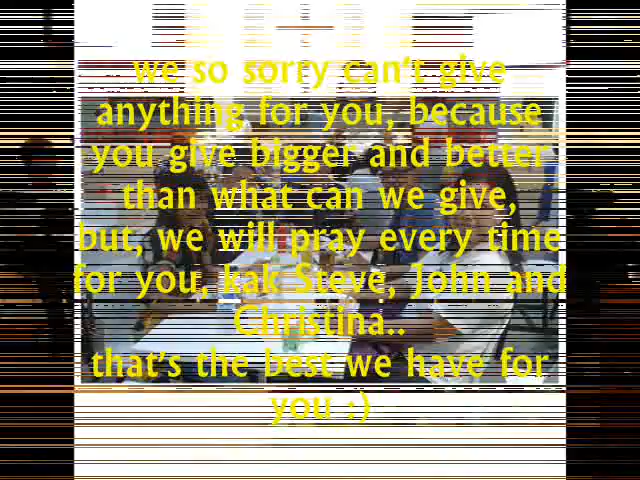 we so sorry can't give
anything for you, because
you give bigger and better
than what can we give,
but, we will pray every time
for you, kak Steve, John and
Christina..
that's the best we have for
you :)